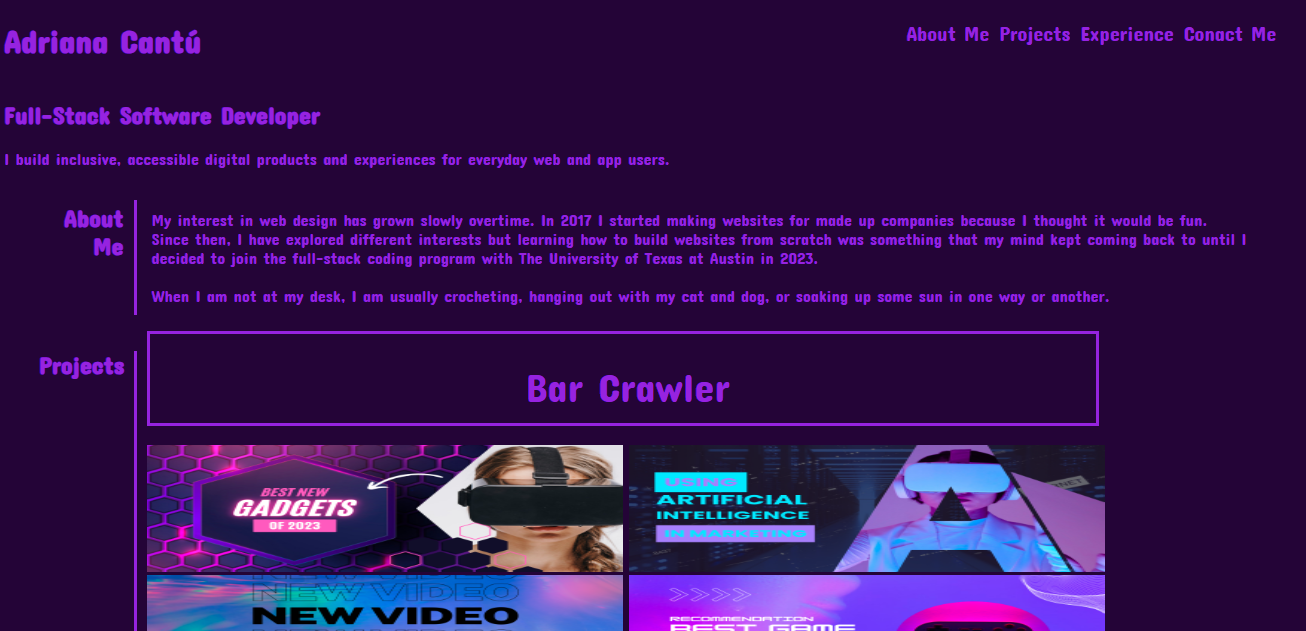 Adriana Cantú
About Me Projects Experience Conact Me
Full-Stack Software Developer
I build inclusive, accessible digital products and experiences for everyday web and app users.
About
Me
My interest in web design has grown slowly overtime. In 2017 I started making websites for made up companies because I thought it would be fun.
Since then, I have explored different interests but learning how to build websites from scratch was something that my mind kept coming back to until I
decided to join the full-stack coding program with The University of Texas at Austin in 2023.
When I am not at my desk, I am usually crocheting, hanging out with my cat and dog, or soaking up some sun in one way or another.
Projects
Bar Crawler
BEST NEW
GADGETS
OF 2023
USING
ARTIFICIAL
INTELLIGENCE
IN MARKETING
NEW VIDEO
NEW VIDEO
NEW VIDEO
RECOMMENDATION
BEST GAME